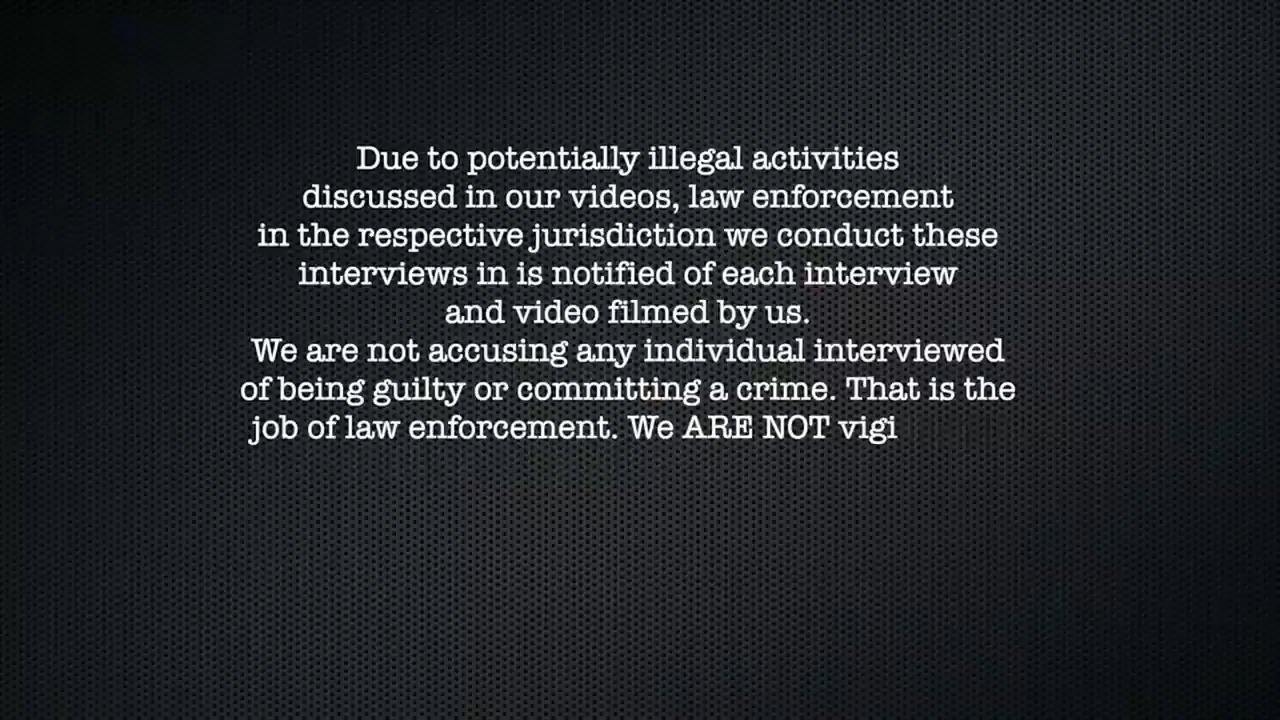 Due to potentially illegal activities
discussed in our videos, law enforcement
in the respective jurisdiction we conduct these
interviews in is notified of each interview
and video filmed by us.
We are not accusing any individual interviewed
of being guilty or committing a crime. That is the
job of law enforcement. We ARE NOT vigi